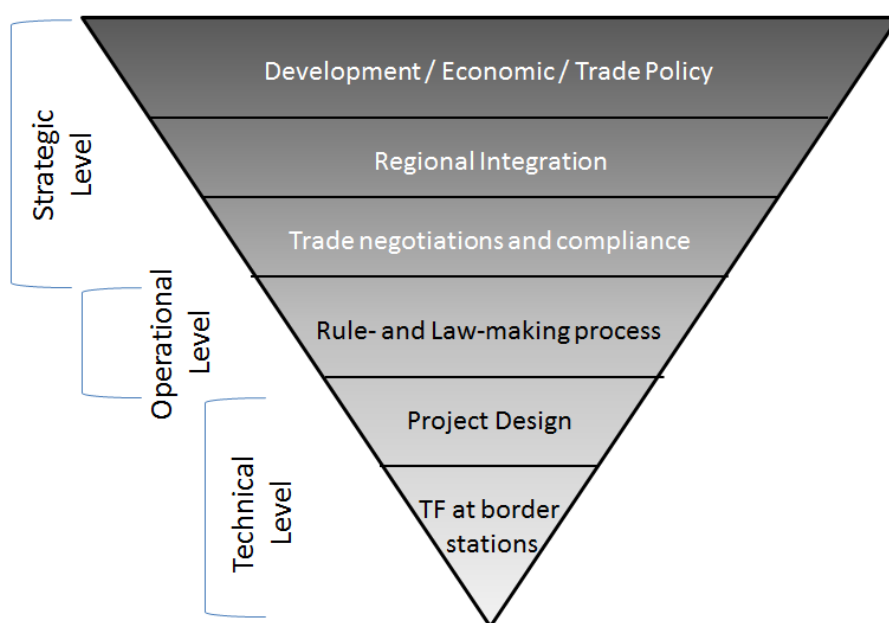 Strategic
Level
Operational
Level
Technical
Level
Development / Economic / Trade Policy
Regional Integration
Trade negotiations and compliance
Rule- and Law-making process
Project Design
TF at border
stations